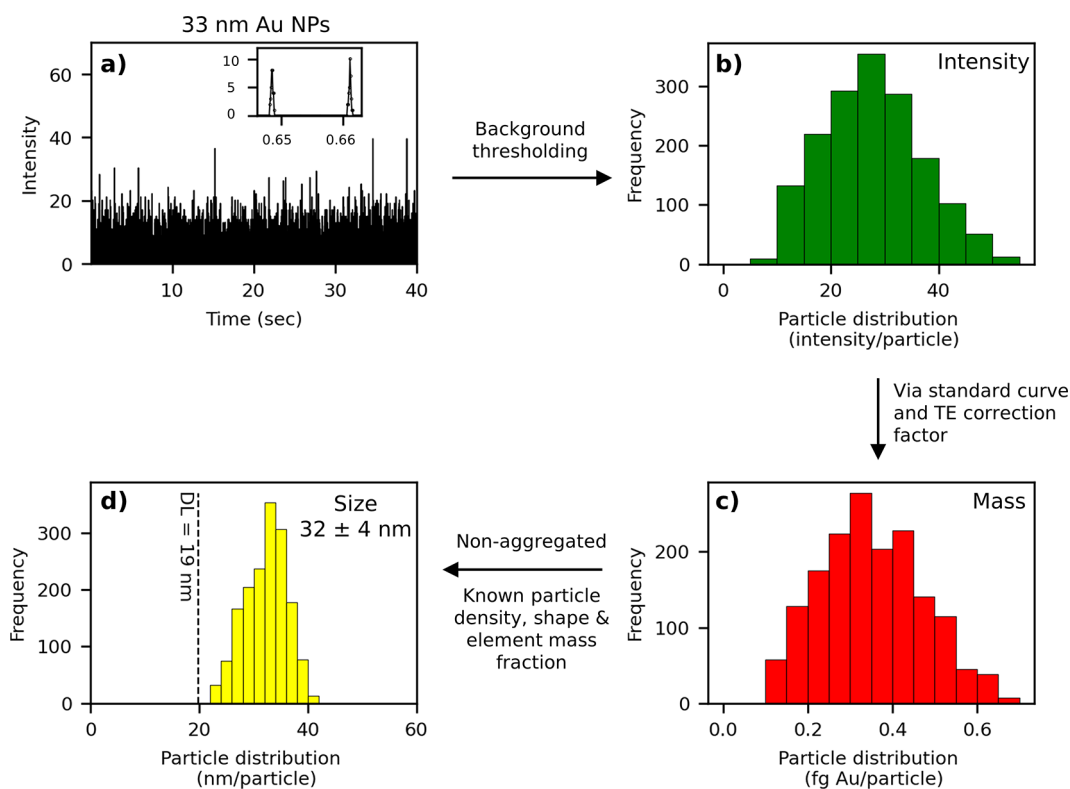 33 nm Au NPs
a)
Intensity
60
40
20
0
10
20
30
40
Time (sec)
10
5
0
0.65
0.66
Background
thresholding
b)
Intensity
Frequency
300
200
100
0
0
20
40
Particle distribution
(intensity/particle)
Via standard curve
and TE correction
factor
c)
Mass
Frequency
200
100
0
0.0
0.2
0.4
0.6
Particle distribution
(fg Au/particle)
Non-aggregated
Known particle
density, shape &
element mass
fraction
d)
Size
32 ± 4 nm
DL = 19 nm
Frequency
300
200
100
0
0
20
40
60
Particle distribution
(nm/particle)